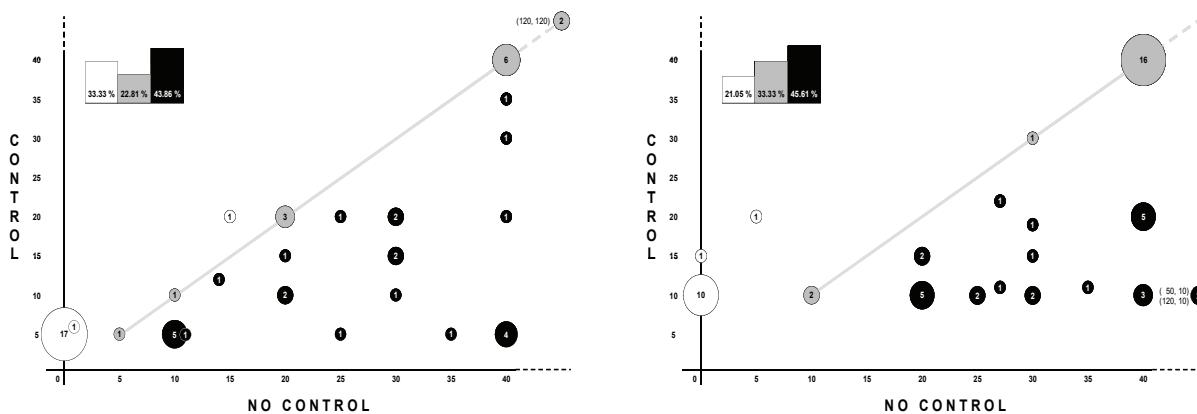 (120, 120) 2
40 6
33.33 % 22.81 % 43.86 %
35 1
30 1
25
20 1 3 1 2 1
15 1 2
1
10 1 2 1
1
5 17 1 5 1 1 1 4
CONTROL
0 5 10 15 20 25 30 35 40
NO CONTROL
40 16
21.05 % 33.33 % 45.61 %
35
30 1
25
1
20 1 5
1
15 1 2 1
1 1
10 10 2 5 2 2 3 ( 50, 10)
(120, 10)
5
CONTROL
0 5 10 15 20 25 30 35 40
NO CONTROL